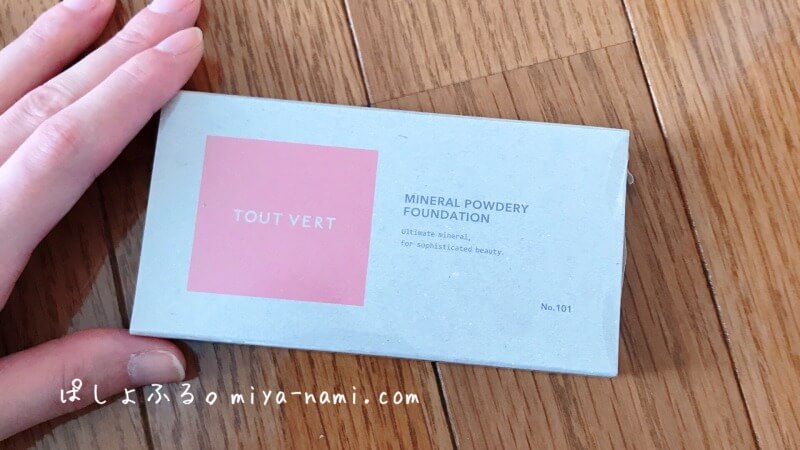 TOUT VERT
MINERAL POWDERY
FOUNDATION
Ultimate mineral,
for sophisticated beauty.
No.101
ぱしょふる。miya-nami.com